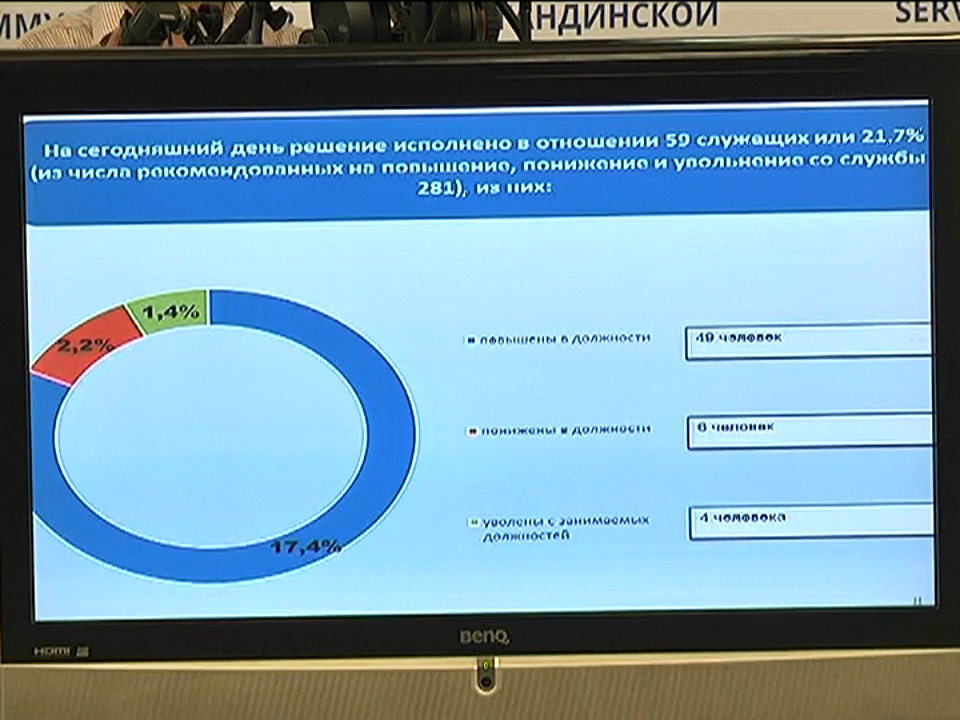 НДИНСКОЙ
SERV
На сегодняшний день решение исполнено в отношении 59 служащих или 21,7%
(из числа рекомендованных на повышение, понижение и увольнение со службы
281), из них:
1,4%
2,2%
17,4%
повышены в должности
49 человек
понижены в должности
6 человек
уволены с занимаемых
должностей
4 человека
BenQ
HDMI